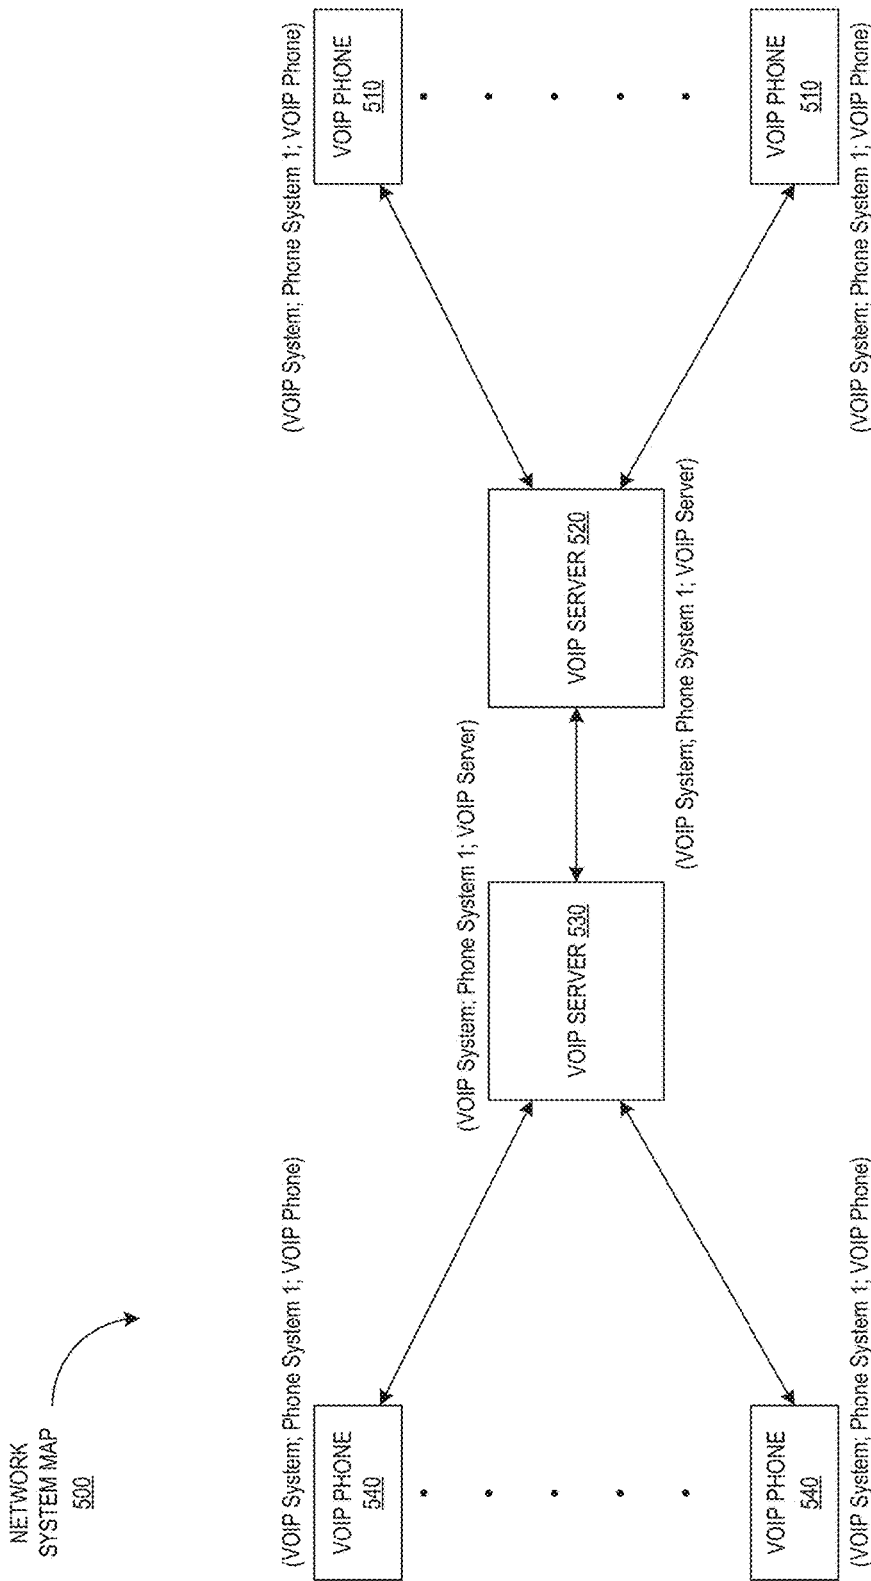 NETWORK
SYSTEM MAP
500
(VOIP System; Phone System 1; VOIP Phone)
VOIP PHONE
540
VOIP PHONE
540
(VOIP System; Phone System 1; VOIP Phone)
(VOIP System; Phone System 1; VOIP Server)
VOIP SERVER 530
VOIP SERVER 520
(VOIP System; Phone System 1; VOIP Server)
(VOIP System; Phone System 1; VOIP Phone)
VOIP PHONE
510
VOIP PHONE
510
(VOIP System; Phone System 1; VOIP Phone)